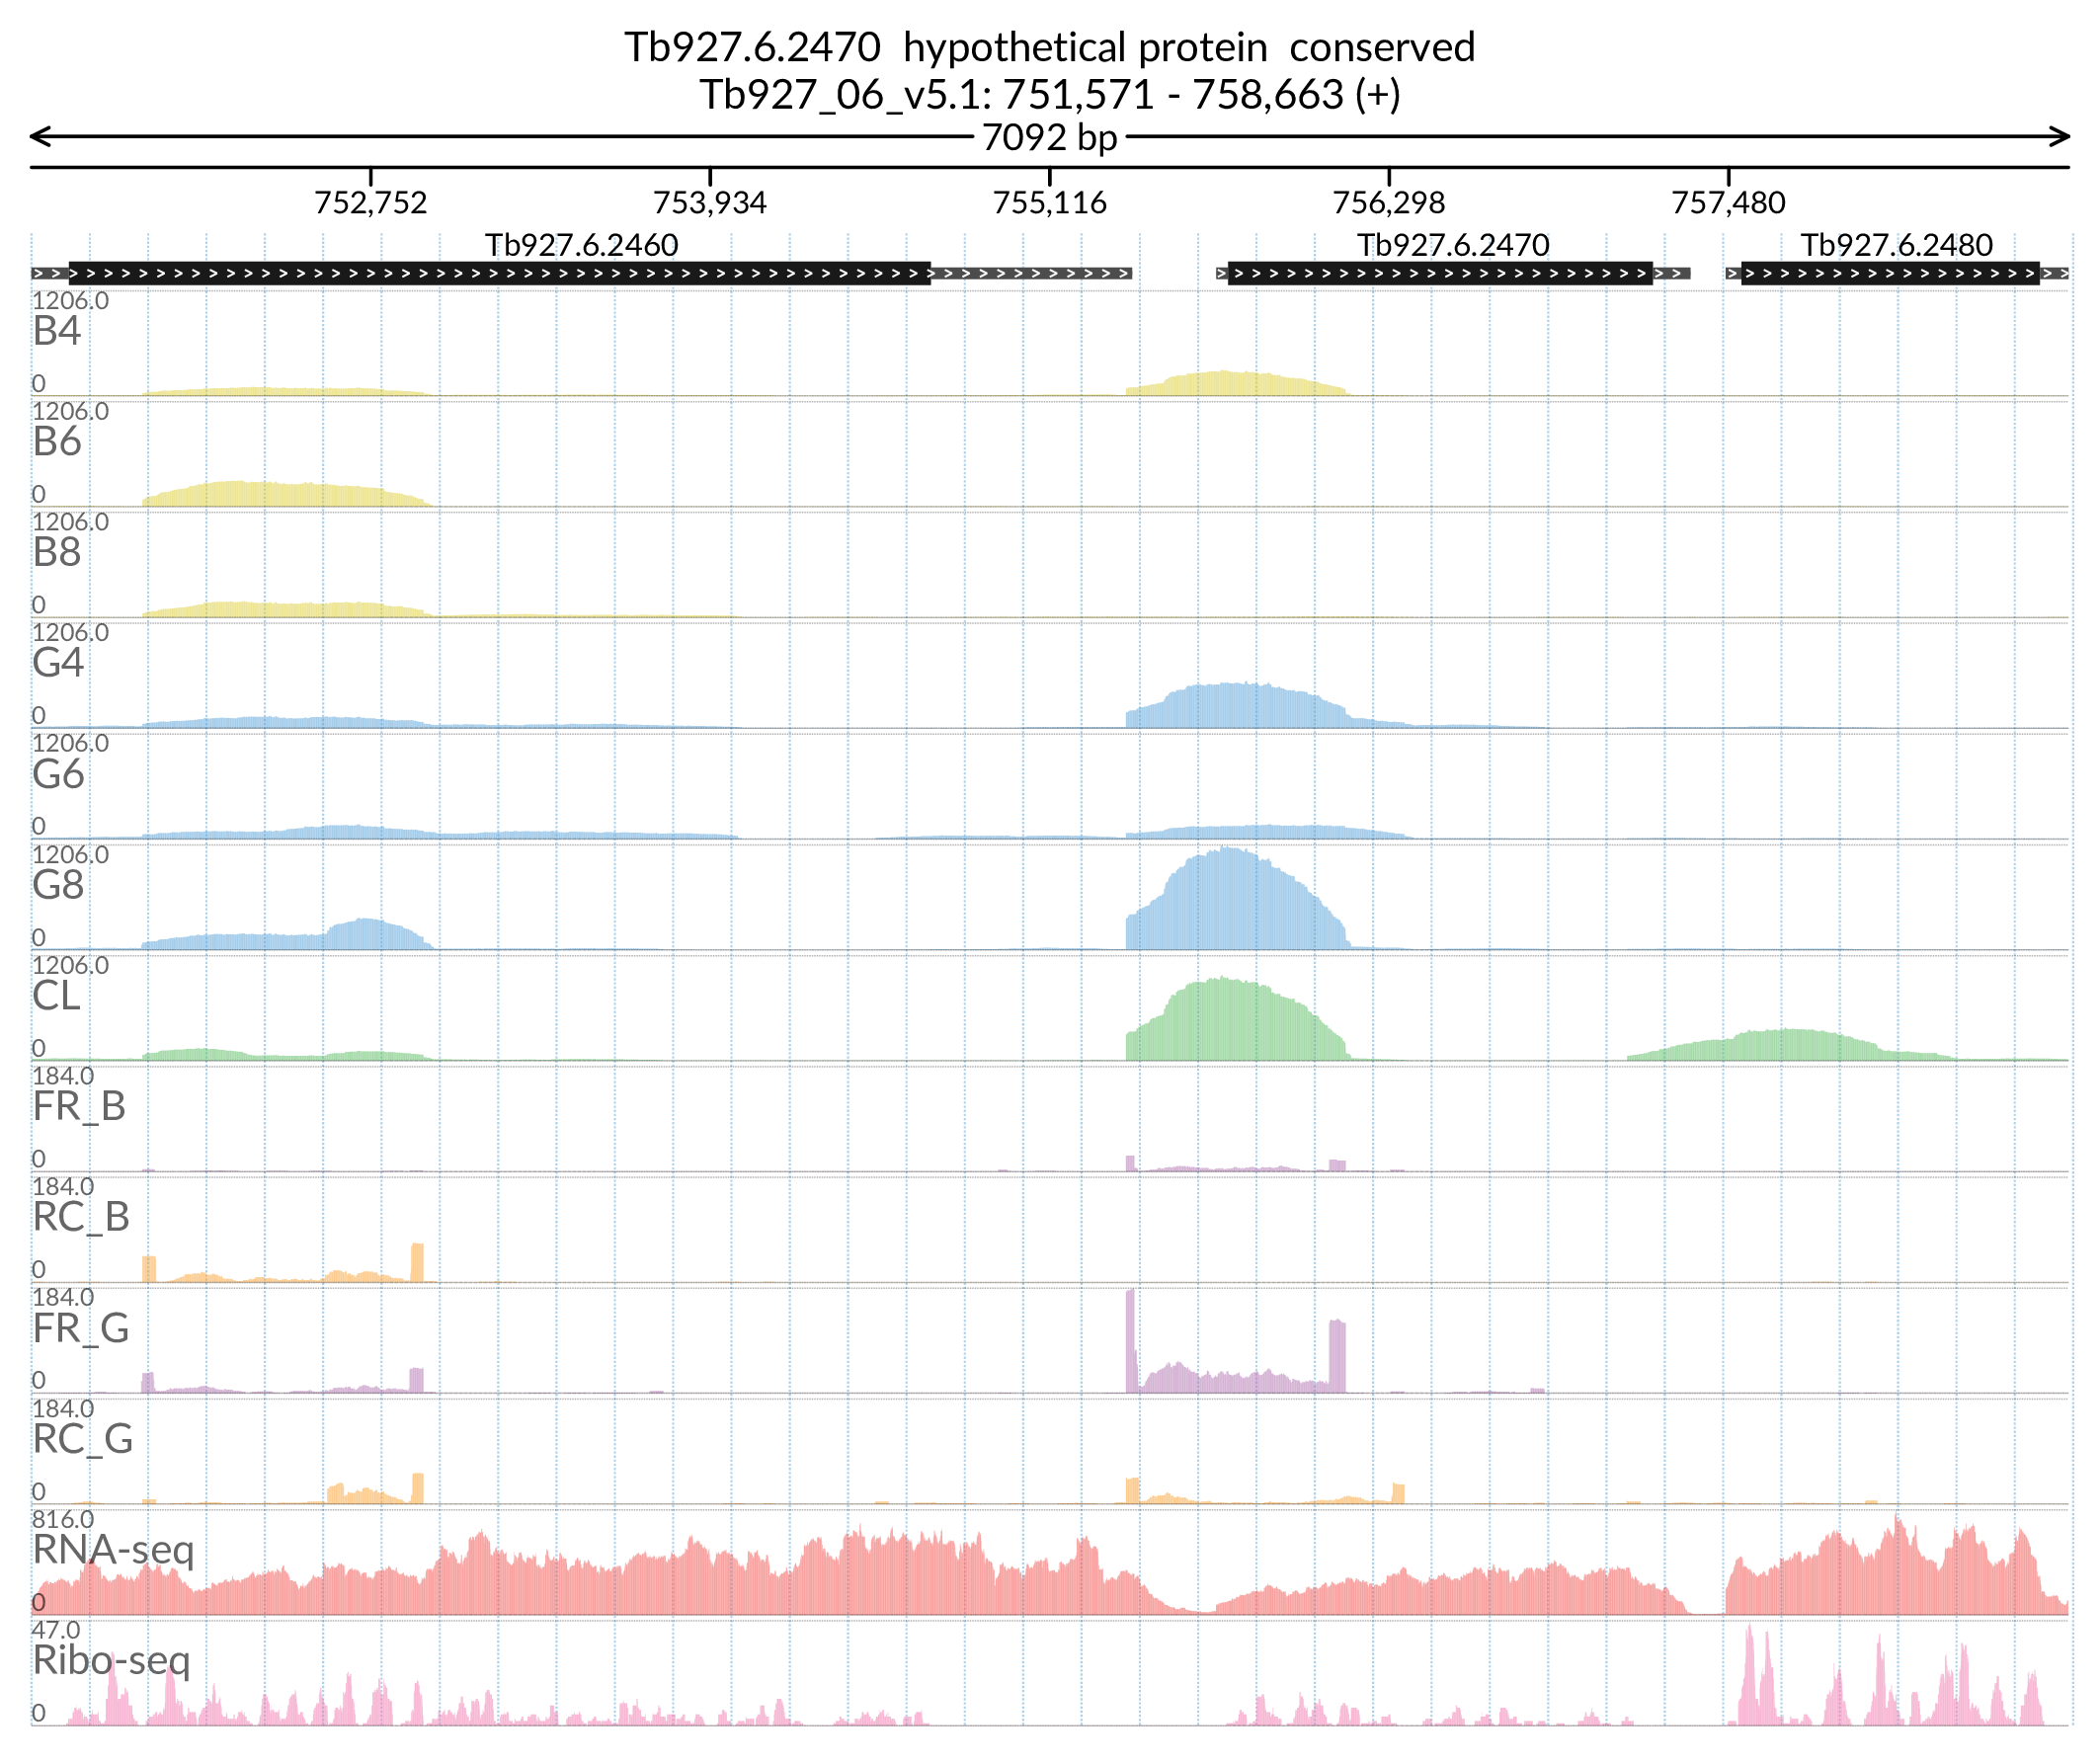 Tb927.6.2470 hypothetical protein conserved
Tb927_06_v5.1: 751,571 - 758,663 (+)
7092 bp
752,752 753,934 755,116 756,298 757,480
Tb927.6.2460 Tb927.6.2470 Tb927.6.2480
1206.0
B4
0
1206.0
B6
0
1206.0
B8
0
1206.0
G4
0
1206.0
G6
0
1206.0
G8
0
1206.0
CL
0
184.0
FR_B
0
184.0
RC_B
0
184.0
FR_G
0
184.0
RC_G
0
816.0
RNA-seq
0
47.0
Ribo-seq
0